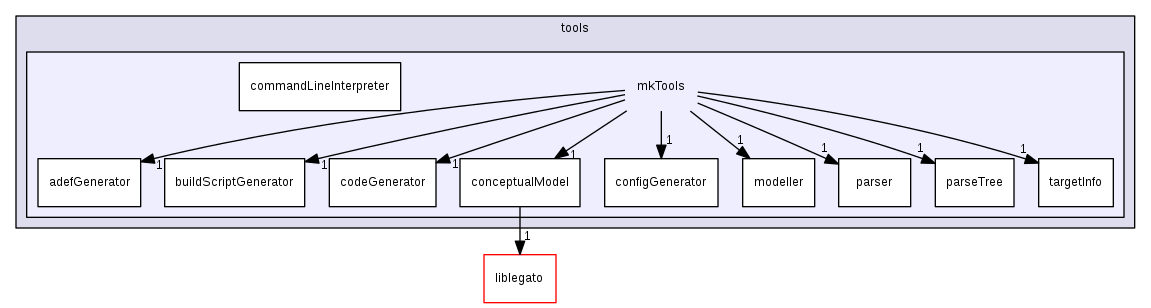 tools
commandLineInterpreter
mkTools
1
1
1
1
1
1
1
1
1
adefGenerator
buildScriptGenerator
codeGenerator
conceptualModel
configGenerator
modeller
parser
parseTree
targetInfo
1
liblegato